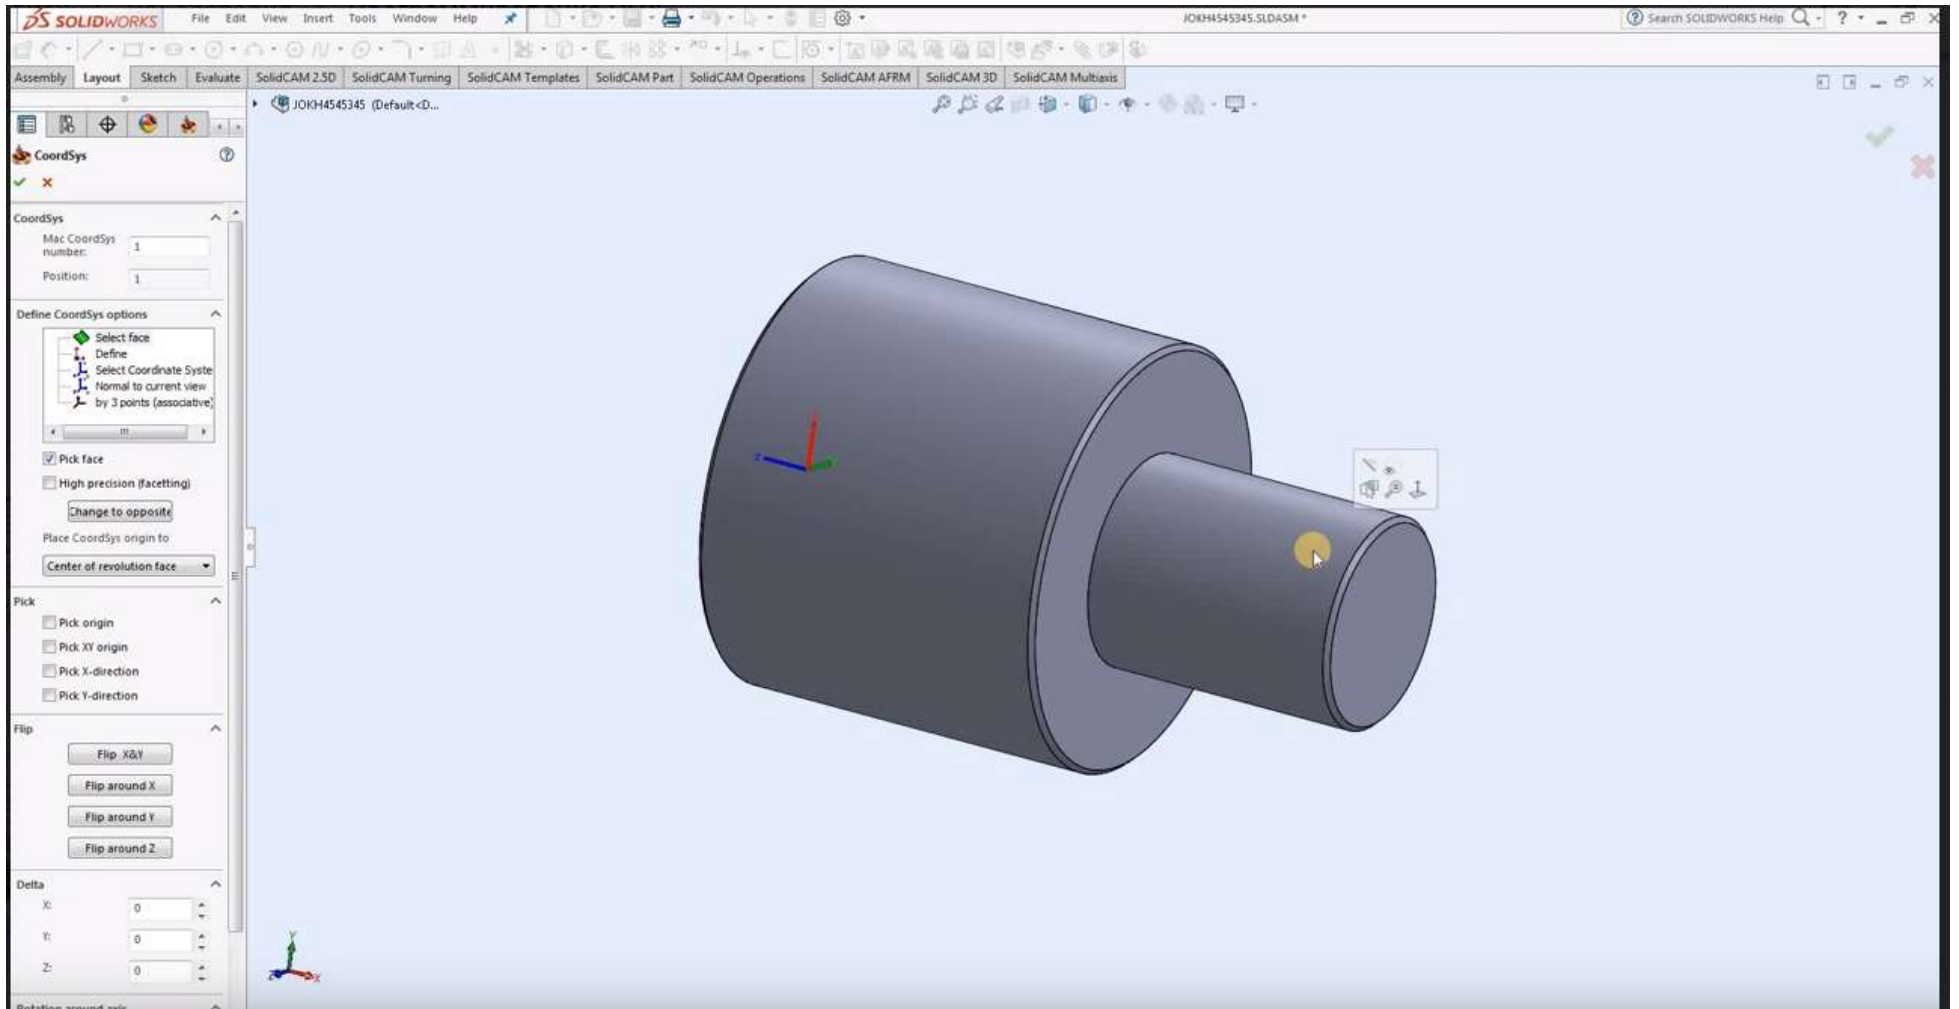 SOLIDWORKS File Edit View Insert Tools Window Help JOKH4545345.SLDASM * Search SOLIDWORKS Help
Assembly Layout Sketch Evaluate SolidCAM 2.5D SolidCAM Turning SolidCAM Templates SolidCAM Part SolidCAM Operations SolidCAM AFRM SolidCAM 3D SolidCAM Multiaxis
JOKH4545345 (Default<D...
CoordSys
CoordSys
Mac CoordSys
number: 1
Position: 1
Define CoordSys options
Select face
Define
Select Coordinate Syste
Normal to current view
by 3 points (associative)
Pick face
High precision (facetting)
Change to opposite
Place CoordSys origin to
Center of revolution face
Pick
Pick origin
Pick XY origin
Pick X-direction
Pick Y-direction
Flip
Flip X&Y
Flip around X
Flip around Y
Flip around Z
Delta
X: 0
Y: 0
Z: 0
Rotation around axis
Z
Y
Z X